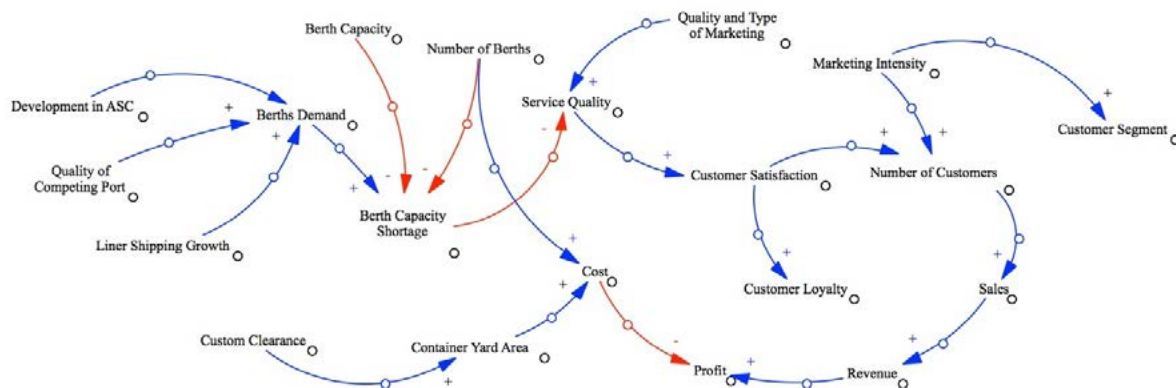 Quality and Type
of Marketing
Berth Capacity
Number of Berths
Marketing Intensity
Development in ASC
Berths Demand
Service Quality
Customer Segment
Quality of
Competing Port
Customer Satisfaction
Number of Customers
Berth Capacity
Shortage
Liner Shipping Growth
Cost
Customer Loyalty
Sales
Custom Clearance
Container Yard Area
Profit
Revenue
+
+
+
-
-
+
-
+
+
+
+
+
+
+
+
+
+
-
+
+